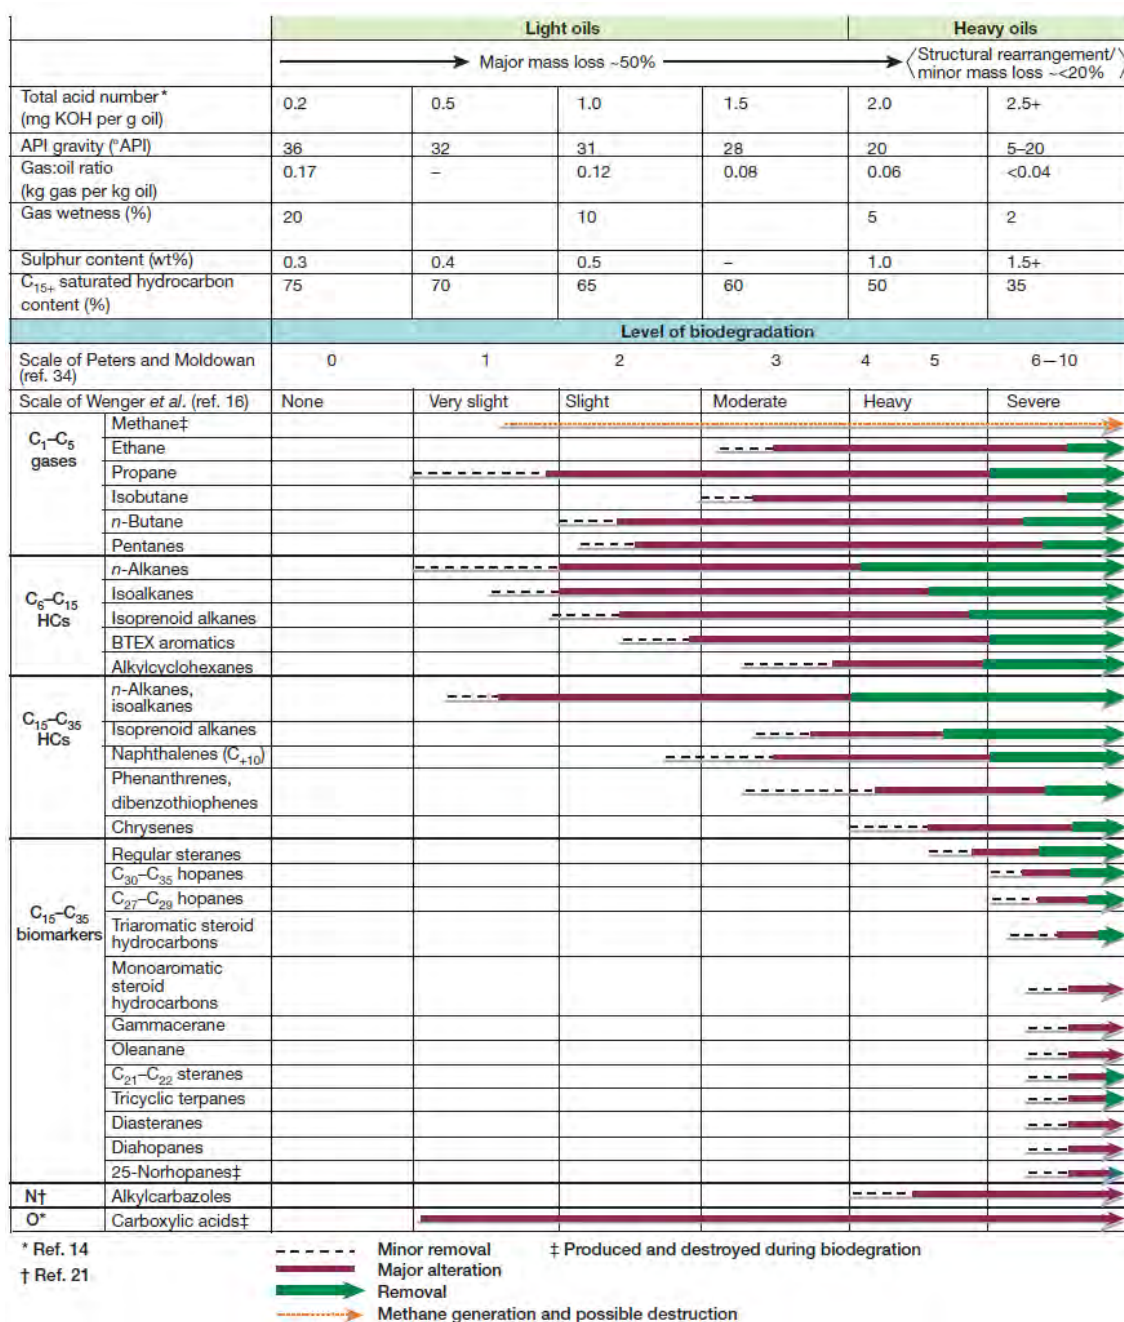 Light oils Heavy oils
Major mass loss ~50% Structural rearrangement/
minor mass loss ~<20%
Total acid number*
(mg KOH per g oil) 0.2 0.5 1.0 1.5 2.0 2.5+
API gravity (°API) 36 32 31 28 20 5–20
Gas:oil ratio
(kg gas per kg oil) 0.17 – 0.12 0.08 0.06 <0.04
Gas wetness (%) 20 10 5 2
Sulphur content (wt%) 0.3 0.4 0.5 – 1.0 1.5+
C15+ saturated hydrocarbon
content (%) 75 70 65 60 50 35
Level of biodegradation
Scale of Peters and Moldowan
(ref. 34) 0 1 2 3 4 5 6–10
Scale of Wenger et al. (ref. 16) None Very slight Slight Moderate Heavy Severe
C1–C5
gases
Methane‡
Ethane
Propane
Isobutane
n-Butane
Pentanes
C6–C15
HCs
n-Alkanes
Isoalkanes
Isoprenoid alkanes
BTEX aromatics
Alkylcyclohexanes
C15–C35
HCs
n-Alkanes,
isoalkanes
Isoprenoid alkanes
Naphthalenes (C+10)
Phenanthrenes,
dibenzothiophenes
Chrysenes
C15–C35
biomarkers
Regular steranes
C30–C35 hopanes
C27–C29 hopanes
Triaromatic steroid
hydrocarbons
Monoaromatic
steroid
hydrocarbons
Gammacerane
Oleanane
C21–C22 steranes
Tricyclic terpanes
Diasteranes
Diahopanes
25-Norhopanes‡
N† Alkylcarbazoles
O* Carboxylic acids‡
* Ref. 14
† Ref. 21
Minor removal
Major alteration
Removal
Methane generation and possible destruction
‡ Produced and destroyed during biodegration